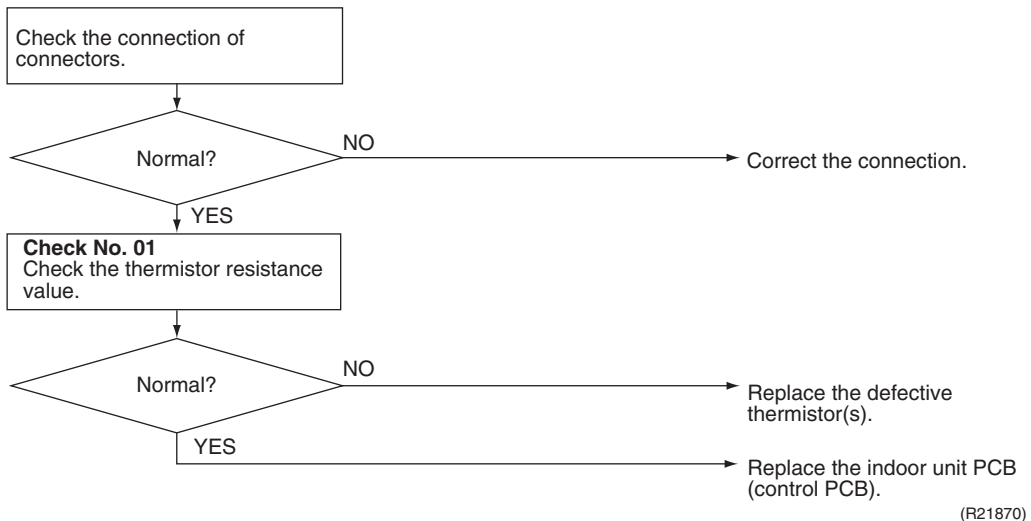 Check the connection of
connectors.
Normal?
NO
Correct the connection.
YES
Check No. 01
Check the thermistor resistance
value.
Normal?
NO
Replace the defective
thermistor(s).
YES
Replace the indoor unit PCB
(control PCB).
(R21870)